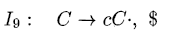 I₉ : C → cC·, $